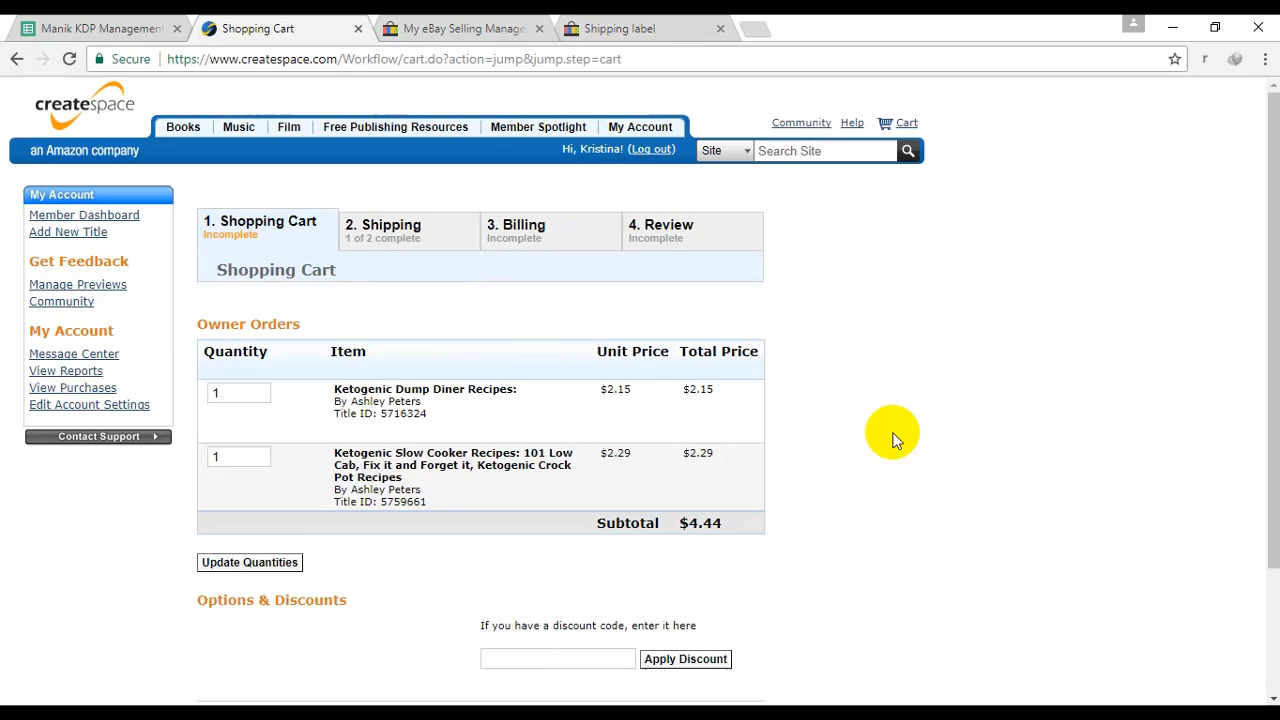 Manik KDP Management
Shopping Cart
My eBay Selling Manage
Shipping label
Secure https://www.createspace.com/Workflow/cart.do?action=jump&jump.step=cart
createspace
Books Music Film Free Publishing Resources Member Spotlight My Account
Community Help Cart
an Amazon company
Hi, Kristina! (Log out)
Site Search Site
My Account
Member Dashboard
Add New Title
Get Feedback
Manage Previews
Community
My Account
Message Center
View Reports
View Purchases
Edit Account Settings
Contact Support
1. Shopping Cart
Incomplete
2. Shipping
1 of 2 complete
3. Billing
Incomplete
4. Review
Incomplete
Shopping Cart
Owner Orders
Quantity Item Unit Price Total Price
1 Ketogenic Dump Diner Recipes: $2.15 $2.15
By Ashley Peters
Title ID: 5716324
1 Ketogenic Slow Cooker Recipes: 101 Low $2.29 $2.29
Cab, Fix it and Forget it, Ketogenic Crock
Pot Recipes
By Ashley Peters
Title ID: 5759661
Subtotal $4.44
Update Quantities
Options & Discounts
If you have a discount code, enter it here
Apply Discount